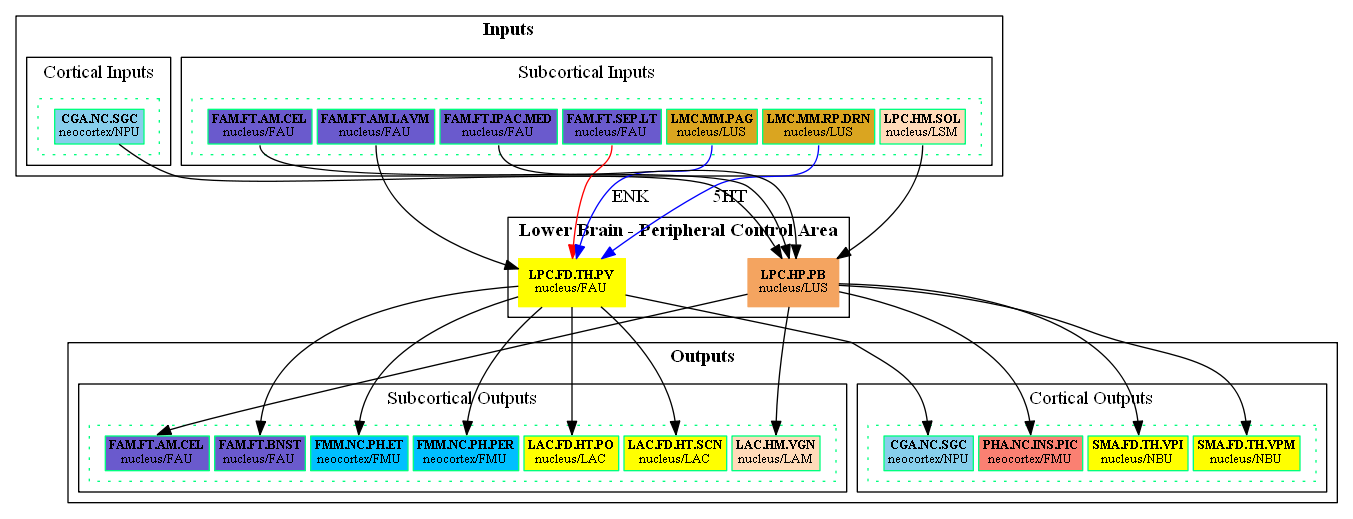 Inputs
Cortical Inputs
Subcortical Inputs
CGA.NC.SGC
neocortex/NPU
FAM.FT.AM.CEL
nucleus/FAU
FAM.FT.AM.LAVM
nucleus/FAU
FAM.FT.IPAC.MED
nucleus/FAU
FAM.FT.SEP.LT
nucleus/FAU
LMC.MM.PAG
nucleus/LUS
LMC.MM.RP.DRN
nucleus/LUS
LPC.HM.SOL
nucleus/LSM
ENK
5HT
Lower Brain - Peripheral Control Area
LPC.FD.TH.PV
nucleus/FAU
LPC.HP.PB
nucleus/LUS
Outputs
Subcortical Outputs
Cortical Outputs
FAM.FT.AM.CEL
nucleus/FAU
FAM.FT.BNST
nucleus/FAU
FMM.NC.PH.ET
neocortex/FMU
FMM.NC.PH.PER
neocortex/FMU
LAC.FD.HT.PO
nucleus/LAC
LAC.FD.HT.SCN
nucleus/LAC
LAC.HM.VGN
nucleus/LAM
CGA.NC.SGC
neocortex/NPU
PHA.NC.INS.PIC
neocortex/FMU
SMA.FD.TH.VPI
nucleus/NBU
SMA.FD.TH.VPM
nucleus/NBU